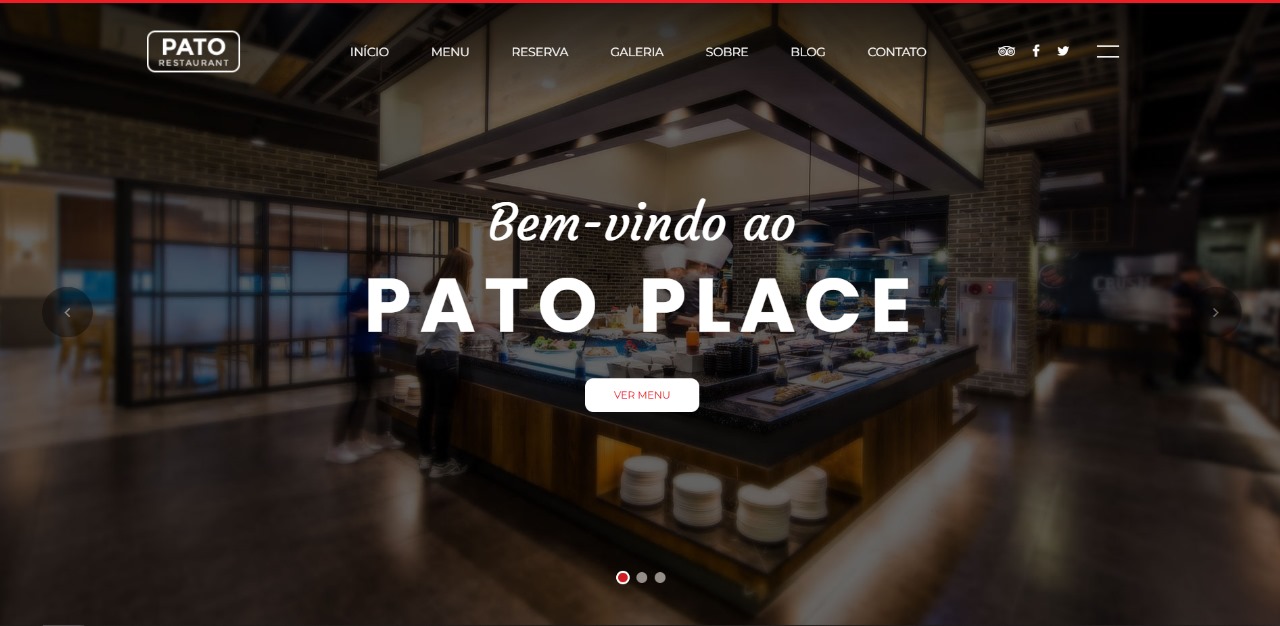 PATO
RESTAURANT
INÍCIO MENU RESERVA GALERIA SOBRE BLOG CONTATO
Bem-vindo ao
PATO PLACE
VER MENU